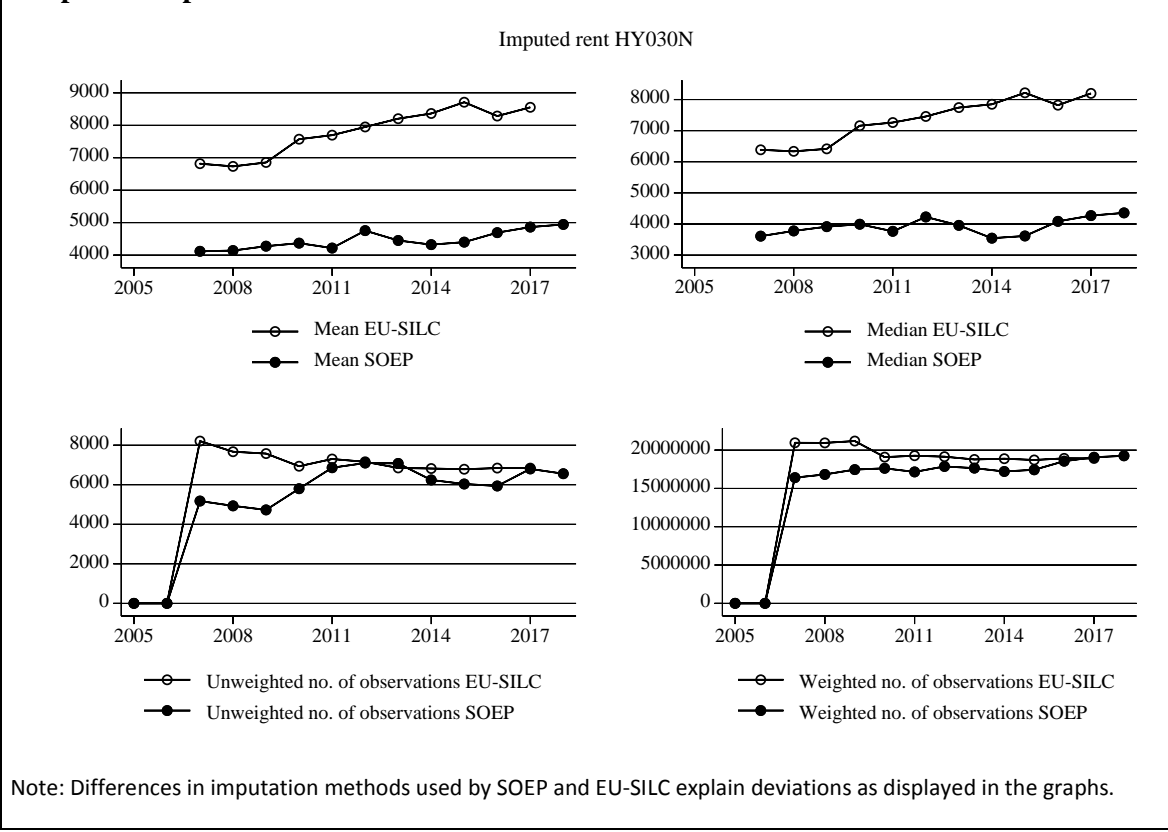 Imputed rent HY030N
9000
8000
7000
6000
5000
4000
2005 2008 2011 2014 2017
Mean EU-SILC
Mean SOEP
8000
7000
6000
5000
4000
3000
2005 2008 2011 2014 2017
Median EU-SILC
Median SOEP
8000
6000
4000
2000
0
2005 2008 2011 2014 2017
Unweighted no. of observations EU-SILC
Unweighted no. of observations SOEP
20000000
15000000
10000000
5000000
0
2005 2008 2011 2014 2017
Weighted no. of observations EU-SILC
Weighted no. of observations SOEP
Note: Differences in imputation methods used by SOEP and EU-SILC explain deviations as displayed in the graphs.